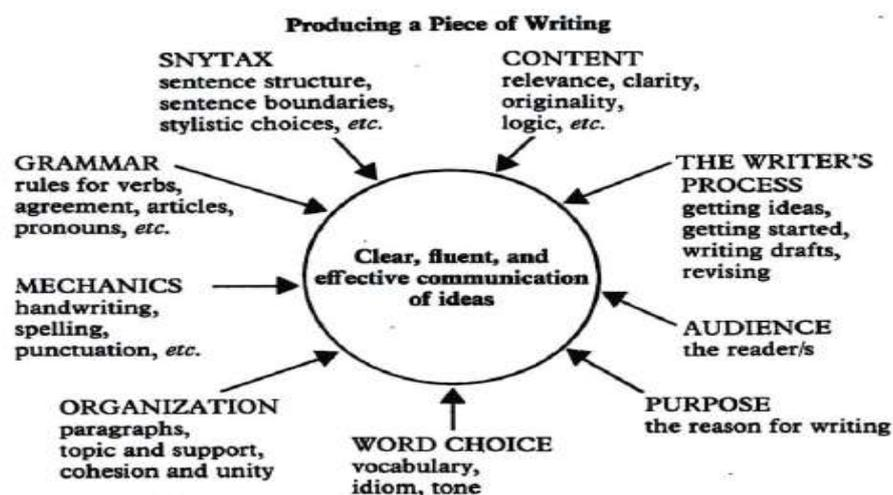 Producing a Piece of Writing
SNYTAX
sentence structure,
sentence boundaries,
stylistic choices, etc.
CONTENT
relevance, clarity,
originality,
logic, etc.
GRAMMAR
rules for verbs,
agreement, articles,
pronouns, etc.
THE WRITER'S
PROCESS
getting ideas,
getting started,
writing drafts,
revising
Clear, fluent, and
effective communication
of ideas
MECHANICS
handwriting,
spelling,
punctuation, etc.
AUDIENCE
the reader/s
ORGANIZATION
paragraphs,
topic and support,
cohesion and unity
WORD CHOICE
vocabulary,
idiom, tone
PURPOSE
the reason for writing